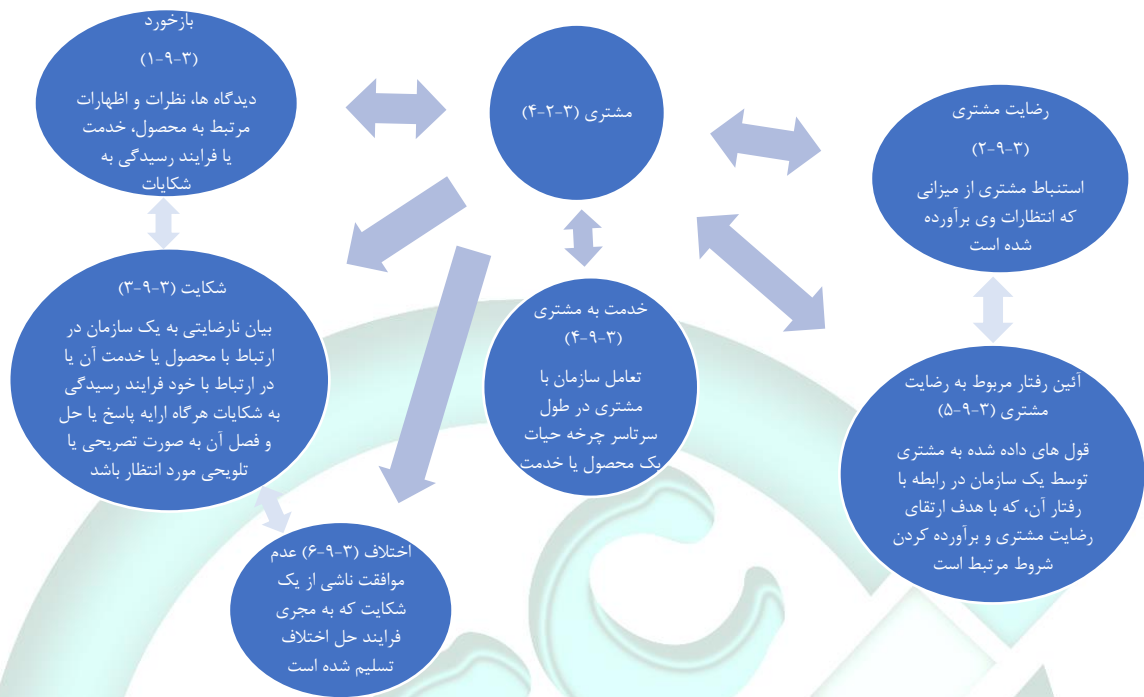 بازخورد
(۳-۹-۱)
دیدگاه ها، نظرات و اظهارات
مرتبط به محصول، خدمت
یا فرایند رسیدگی به
شکایات
مشتری (۳-۲-۴)
رضایت مشتری
(۳-۹-۲)
استنباط مشتری از میزانی
که انتظارات وی برآورده
شده است
شکایت (۳-۹-۳)
بیان نارضایتی به یک سازمان در
ارتباط با محصول یا خدمت آن یا
در ارتباط با خود فرایند رسیدگی
به شکایات هرگاه ارایه پاسخ یا حل
و فصل آن به صورت تصریحی یا
تلویحی مورد انتظار باشد
خدمت به مشتری
(۳-۹-۴)
تعامل سازمان با
مشتری در طول
سرتاسر چرخه حیات
یک محصول یا خدمت
آئین رفتار مربوط به رضایت
مشتری (۳-۹-۵)
قول های داده شده به مشتری
توسط یک سازمان در رابطه با
رفتار آن، که با هدف ارتقای
رضایت مشتری و برآورده کردن
شروط مرتبط است
اختلاف (۳-۹-۶) عدم
موافقت ناشی از یک
شکایت که به مجری
فرایند حل اختلاف
تسلیم شده است